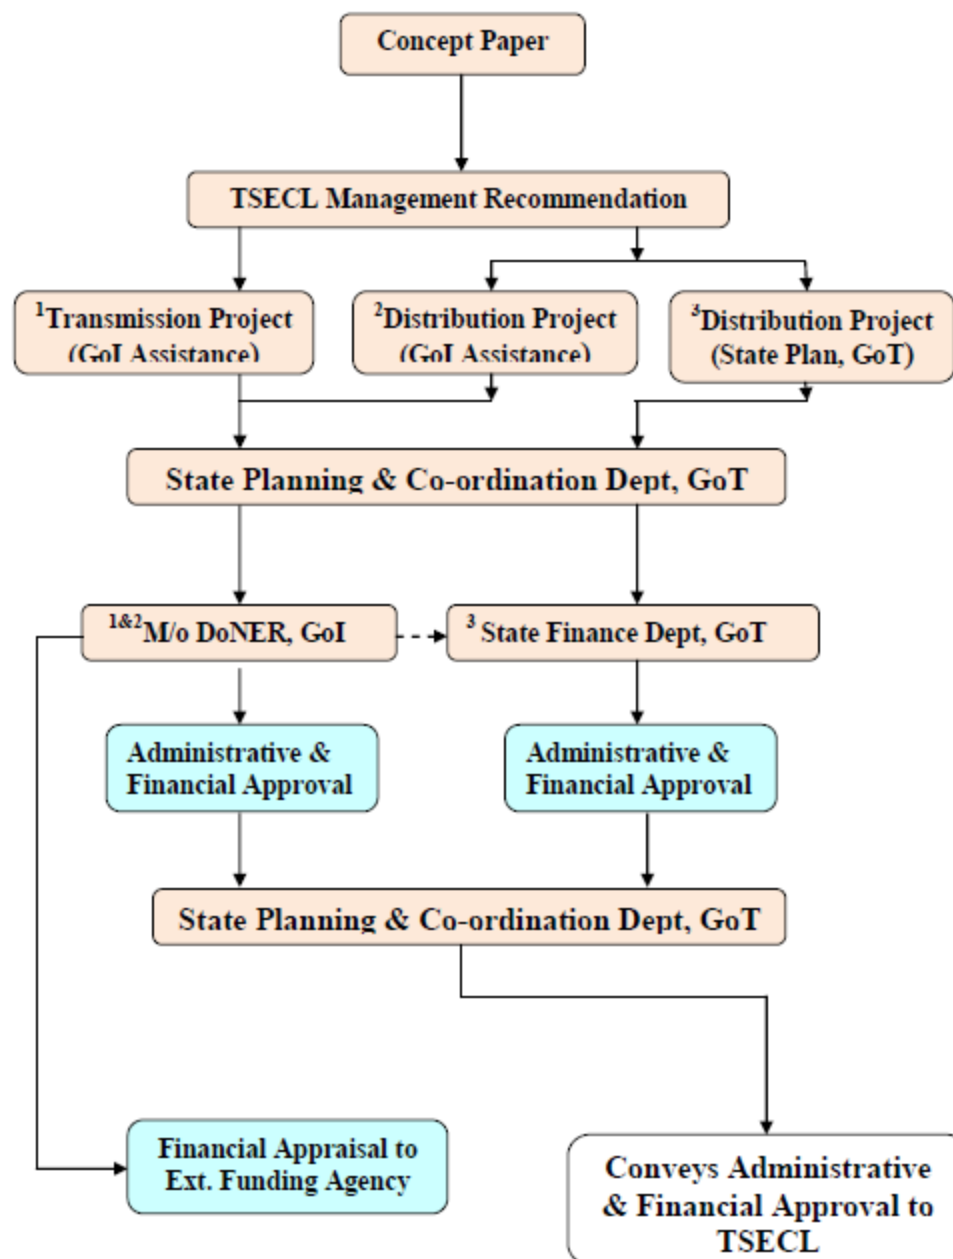 Concept Paper
TSECL Management Recommendation
¹Transmission Project
(GoI Assistance)
²Distribution Project
(GoI Assistance)
³Distribution Project
(State Plan, GoT)
State Planning & Co-ordination Dept, GoT
¹&²M/o DoNER, GoI
³ State Finance Dept, GoT
Administrative &
Financial Approval
Administrative &
Financial Approval
State Planning & Co-ordination Dept, GoT
Financial Appraisal to
Ext. Funding Agency
Conveys Administrative
& Financial Approval to
TSECL